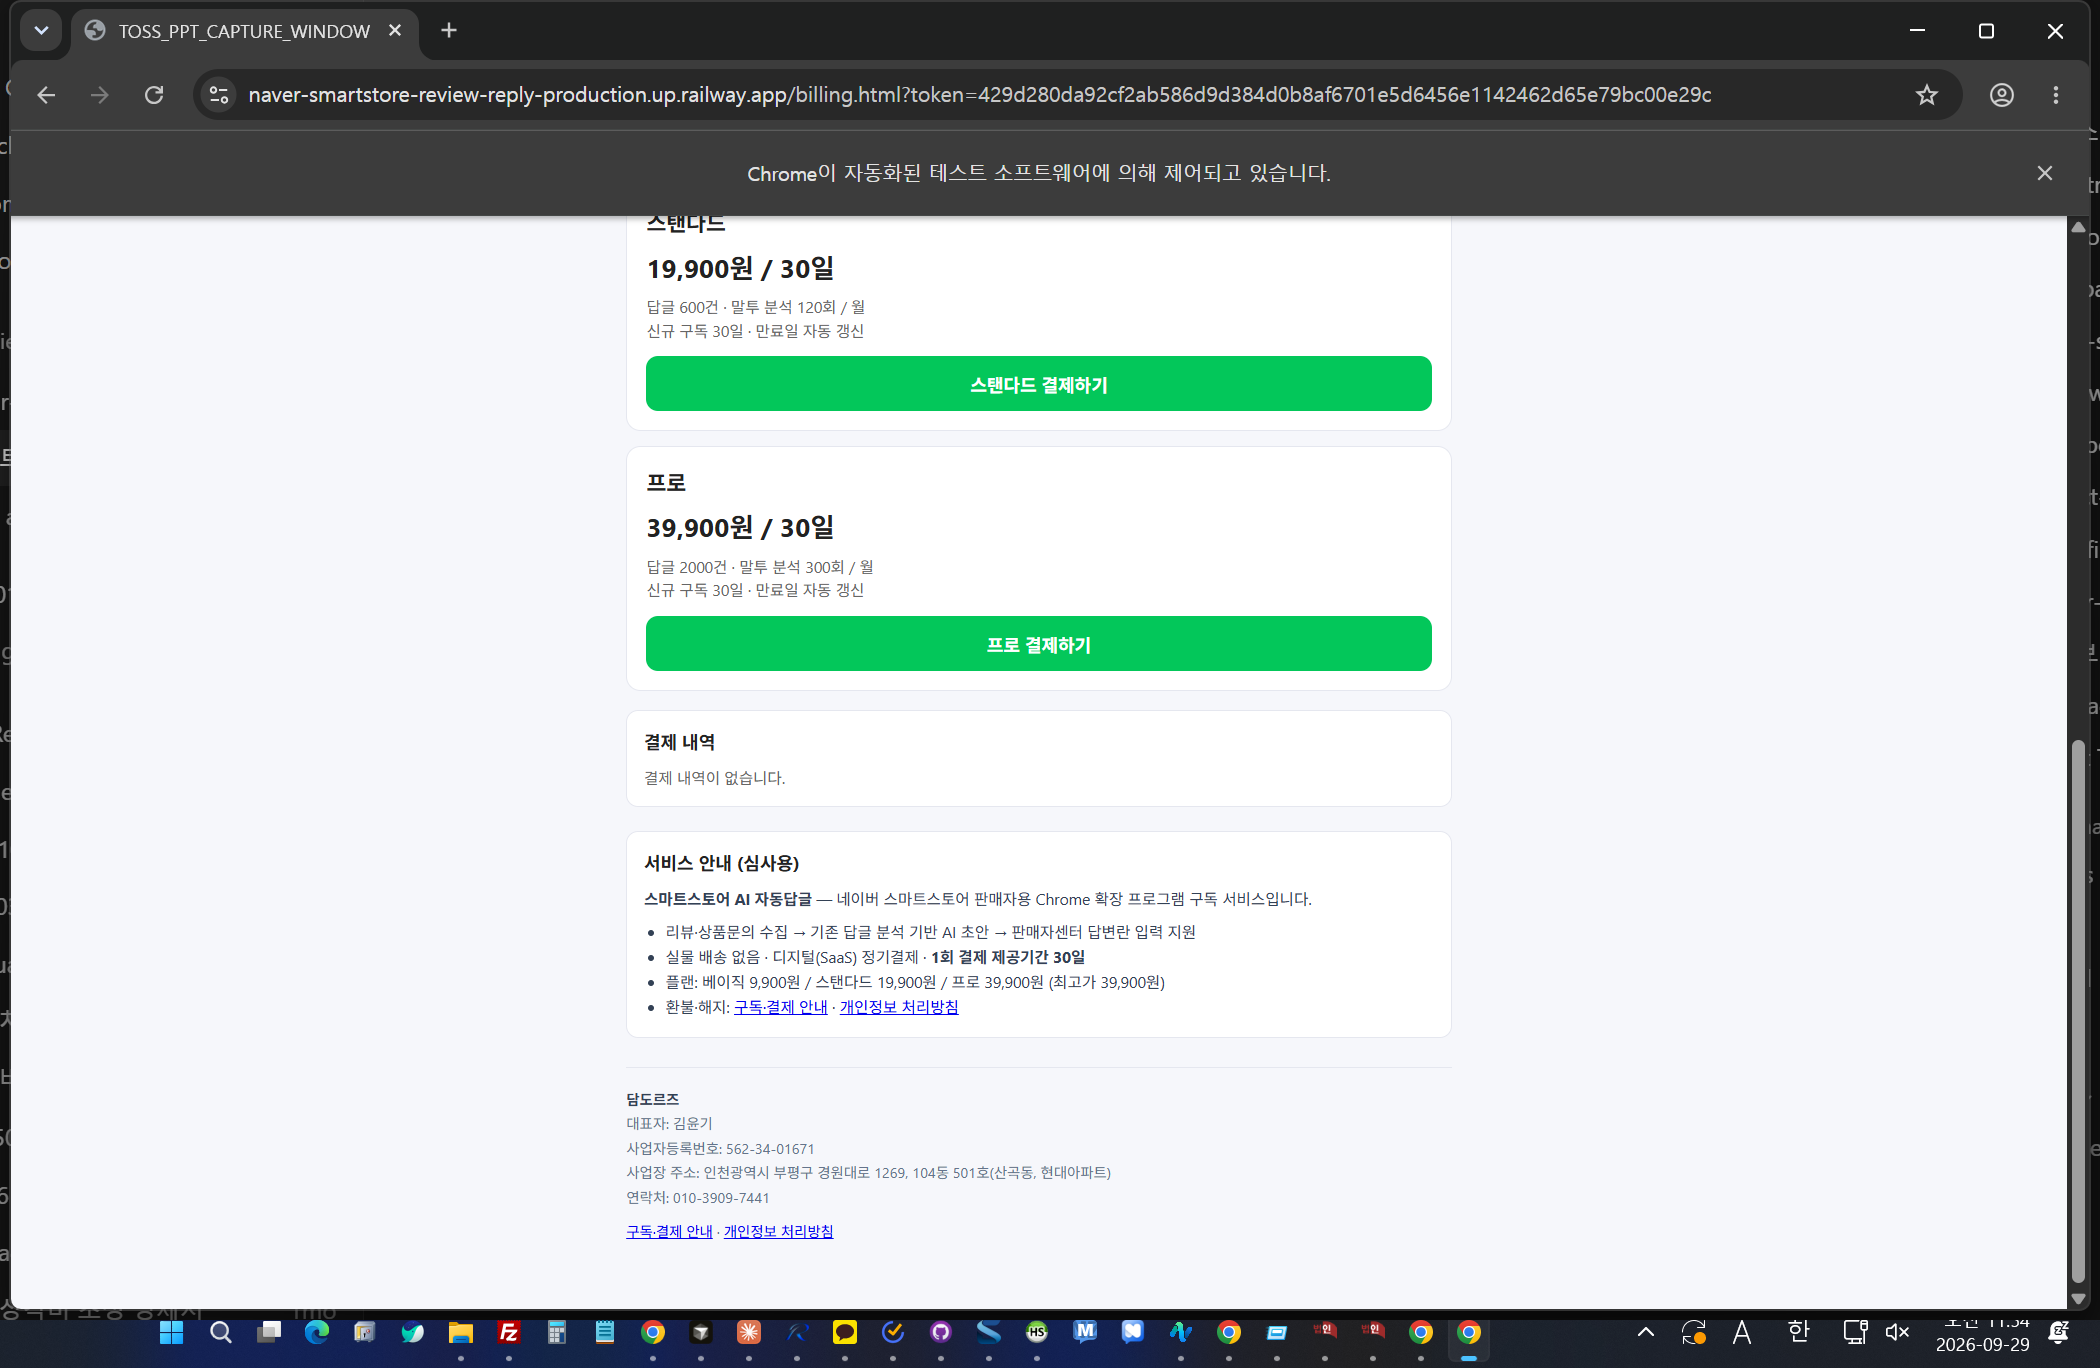 TOSS_PPT_CAPTURE_WINDOW
naver-smartstore-review-reply-production.up.railway.app/billing.html?token=429d280da92cf2ab586d9d384d0b8af6701e5d6456e1142462d65e79bc00e29c
Chrome이 자동화된 테스트 소프트웨어에 의해 제어되고 있습니다.
스탠다드
19,900원 / 30일
답글 600건 · 말투 분석 120회 / 월
신규 구독 30일 · 만료일 자동 갱신
스탠다드 결제하기
프로
39,900원 / 30일
답글 2000건 · 말투 분석 300회 / 월
신규 구독 30일 · 만료일 자동 갱신
프로 결제하기
결제 내역
결제 내역이 없습니다.
서비스 안내 (심사용)
스마트스토어 AI 자동답글 — 네이버 스마트스토어 판매자용 Chrome 확장 프로그램 구독 서비스입니다.
리뷰·상품문의 수집 → 기존 답글 분석 기반 AI 초안 → 판매자센터 답변란 입력 지원
실물 배송 없음 · 디지털(SaaS) 정기결제 · 1회 결제 제공기간 30일
플랜: 베이직 9,900원 / 스탠다드 19,900원 / 프로 39,900원 (최고가 39,900원)
환불·해지: 구독·결제 안내 · 개인정보 처리방침
담도르즈
대표자: 김윤기
사업자등록번호: 562-34-01671
사업장 주소: 인천광역시 부평구 경원대로 1269, 104동 501호(산곡동, 현대아파트)
연락처: 010-3909-7441
구독·결제 안내 · 개인정보 처리방침
A 한
2026-09-29